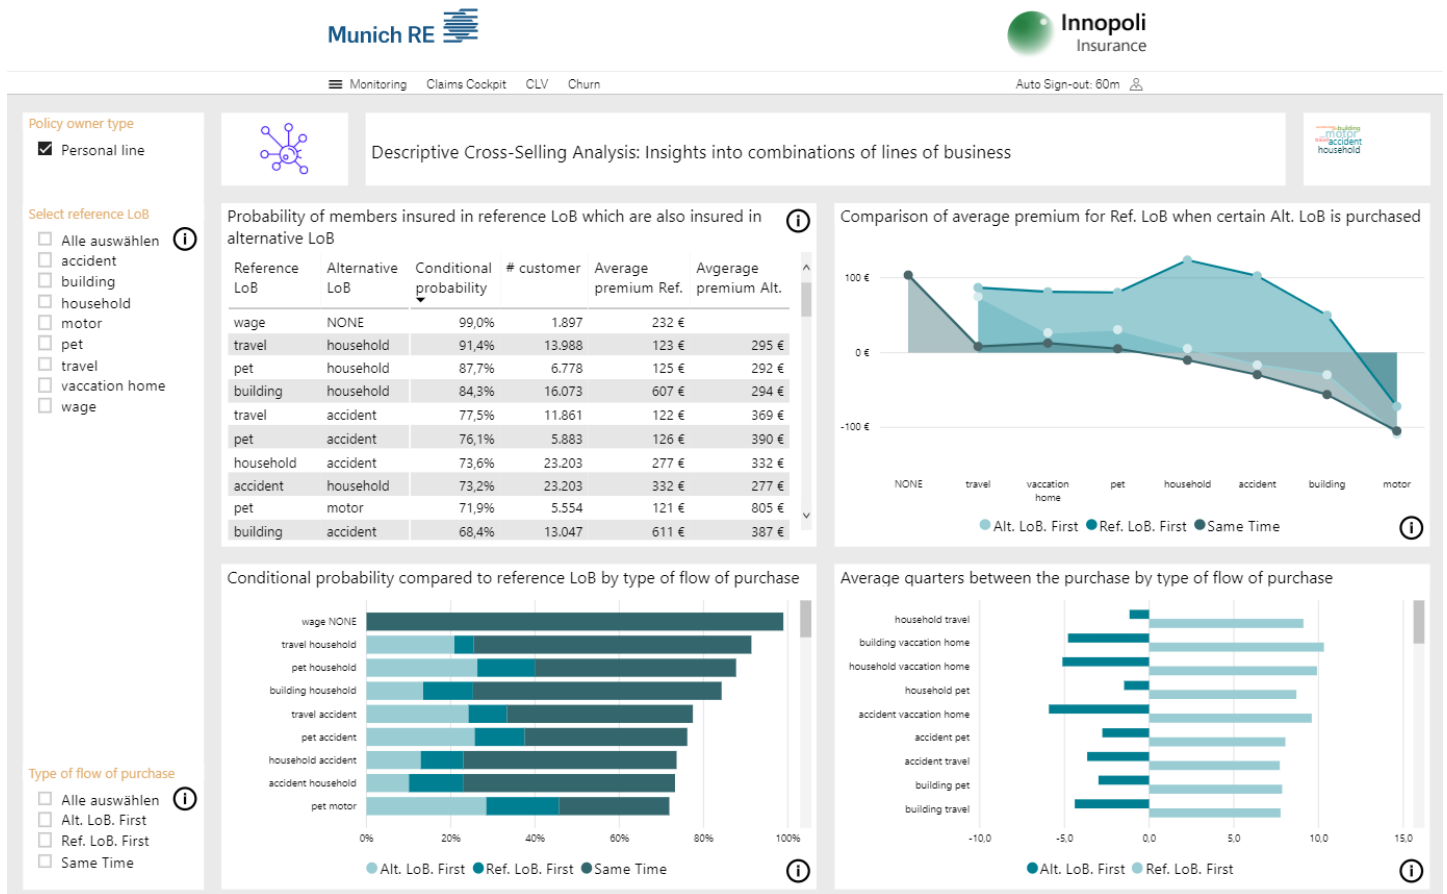 Munich RE
Innopoli
Insurance
Monitoring Claims Cockpit CLV Churn
Auto Sign-out: 60m
Policy owner type
Personal line
Descriptive Cross-Selling Analysis: Insights into combinations of lines of business
building
motor
accident
household
Select reference LoB
Alle auswählen
accident
building
household
motor
pet
travel
vaccation home
wage
Type of flow of purchase
Alle auswählen
Alt. LoB. First
Ref. LoB. First
Same Time
Probability of members insured in reference LoB which are also insured in
alternative LoB
Reference Alternative Conditional # customer Average Avgerage
LoB LoB probability premium Ref. premium Alt.
wage NONE 99,0% 1.897 232 €
travel household 91,4% 13.988 123 € 295 €
pet household 87,7% 6.778 125 € 292 €
building household 84,3% 16.073 607 € 294 €
travel accident 77,5% 11.861 122 € 369 €
pet accident 76,1% 5.883 126 € 390 €
household accident 73,6% 23.203 277 € 332 €
accident household 73,2% 23.203 332 € 277 €
pet motor 71,9% 5.554 121 € 805 €
building accident 68,4% 13.047 611 € 387 €
Comparison of average premium for Ref. LoB when certain Alt. LoB is purchased
100 €
0 €
-100 €
NONE travel vaccation pet household accident building motor
home
Alt. LoB. First Ref. LoB. First Same Time
Conditional probability compared to reference LoB by type of flow of purchase
wage NONE
travel household
pet household
building household
travel accident
pet accident
household accident
accident household
pet motor
0% 20% 40% 60% 80% 100%
Alt. LoB. First Ref. LoB. First Same Time
Average quarters between the purchase by type of flow of purchase
household travel
building vaccation home
household vaccation home
household pet
accident vaccation home
accident pet
accident travel
building pet
building travel
-10,0 -5,0 0,0 5,0 10,0 15,0
Alt. LoB. First Ref. LoB. First